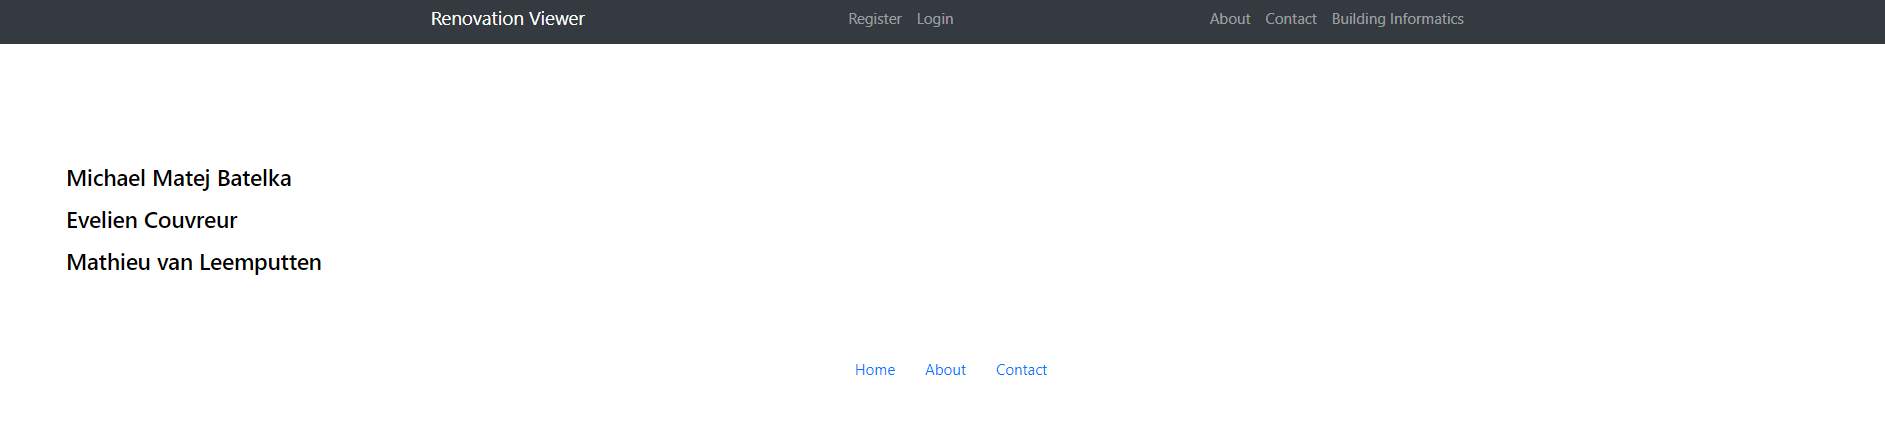 Renovation Viewer Register Login About Contact Building Informatics
Michael Matej Batelka
Evelien Couvreur
Mathieu van Leemputten
Home About Contact